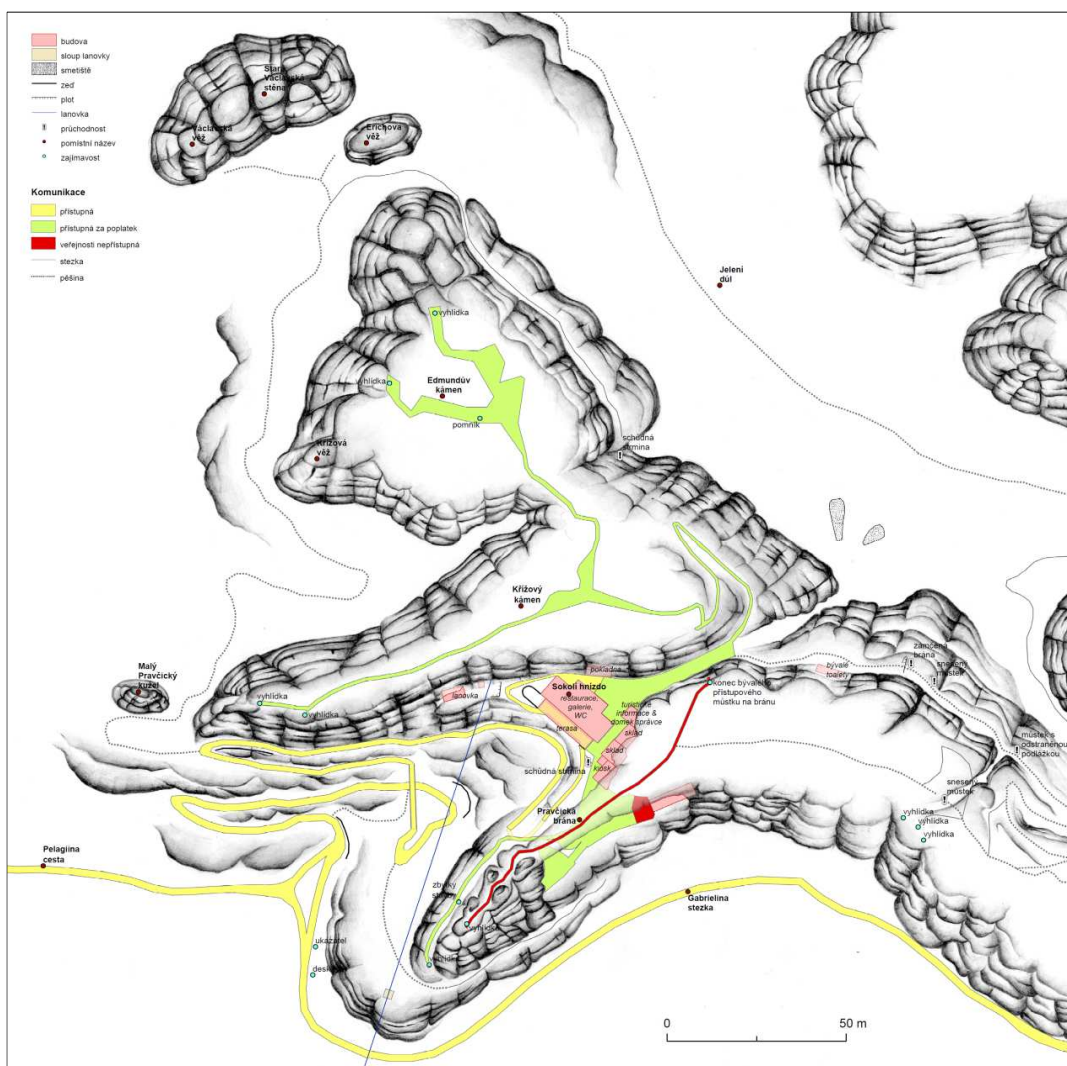 budova
sloup lanovky
smetiště
zeď
plot
lanovka
! průchodnost
pomístní název
zajímavost
Komunikace
přístupná
přístupná za poplatek
veřejnosti nepřístupná
stezka
pěšina
Stará
Václavská
stěna
Václavská
věž
Erichova
věž
Jelení
důl
vyhlídka
vyhlídka
Edmundův
kámen
pomník
Křížová
věž
schůdná
strmina
!
Křížový
kámen
Malý
Pravčický
kužel
vyhlídka
vyhlídka
lanovka
pokladna
Sokolí hnízdo
restaurace,
galerie,
WC
terasa
turistické
informace &
domek správce
sklad
sklad
kiosk
schůdná strmina
!
konec bývalého
přístupového
můstku na bránu
bývalé
toalety
zamčená
brána
!
snesený
můstek
!
můstek s
odstraněnou
podlážkou
!
snesený
můstek
!
vyhlídka
vyhlídka
vyhlídka
Pravčická
brána
Pelagiina
cesta
Gabrielina
stezka
zbytky
vyhlídka
vyhlídka
ukazatel
0
50 m